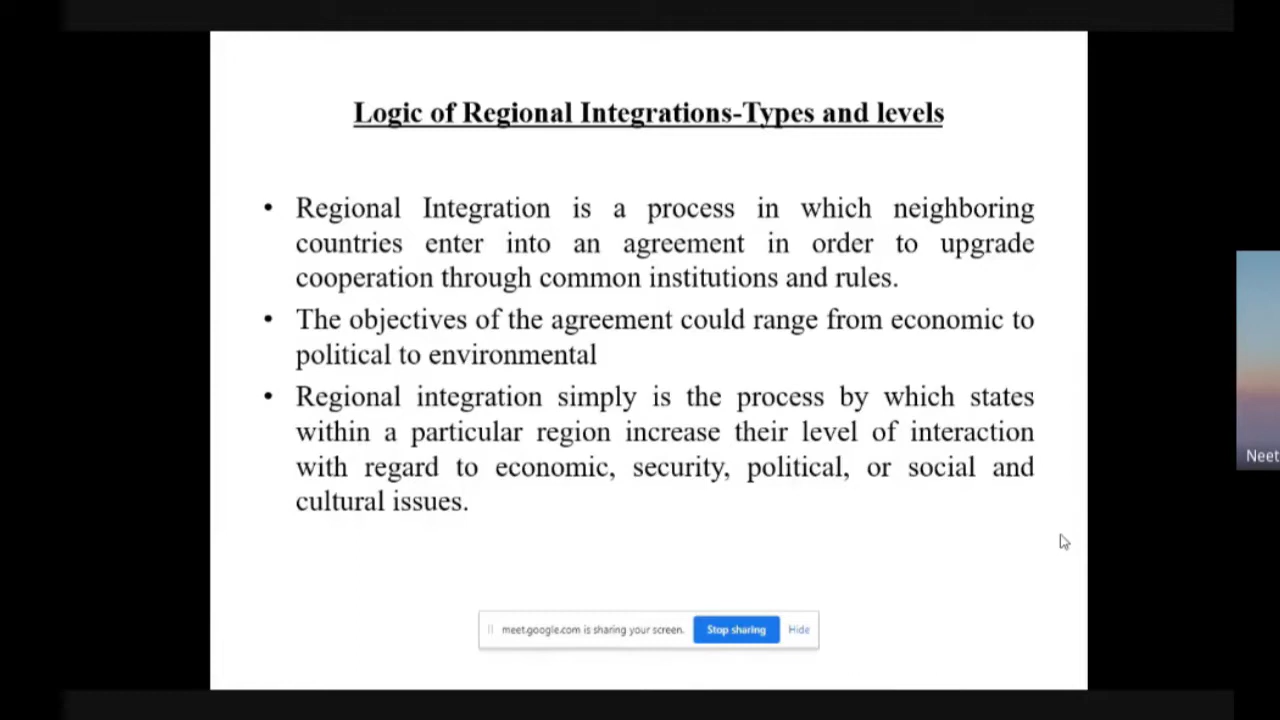 Logic of Regional Integrations-Types and levels
• Regional Integration is a process in which neighboring
countries enter into an agreement in order to upgrade
cooperation through common institutions and rules.
• The objectives of the agreement could range from economic to
political to environmental
• Regional integration simply is the process by which states
within a particular region increase their level of interaction
with regard to economic, security, political, or social and
cultural issues.
Neet
meet.google.com is sharing your screen. Stop sharing Hide